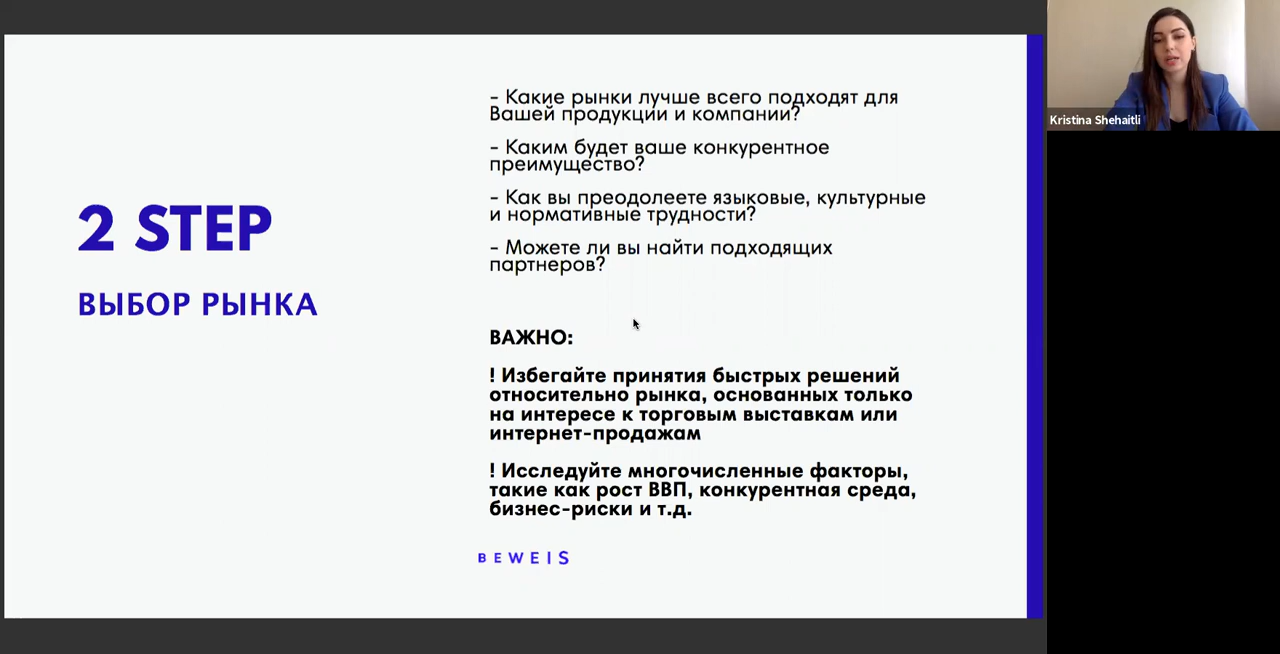 2 STEP
ВЫБОР РЫНКА
- Какие рынки лучше всего подходят для
Вашей продукции и компании?
- Каким будет ваше конкурентное
преимущество?
- Как вы преодолеете языковые, культурные
и нормативные трудности?
- Можете ли вы найти подходящих
партнеров?
ВАЖНО:
! Избегайте принятия быстрых решений
относительно рынка, основанных только
на интересе к торговым выставкам или
интернет-продажам
! Исследуйте многочисленные факторы,
такие как рост ВВП, конкурентная среда,
бизнес-риски и т.д.
BEWEIS
Kristina Shehaitli